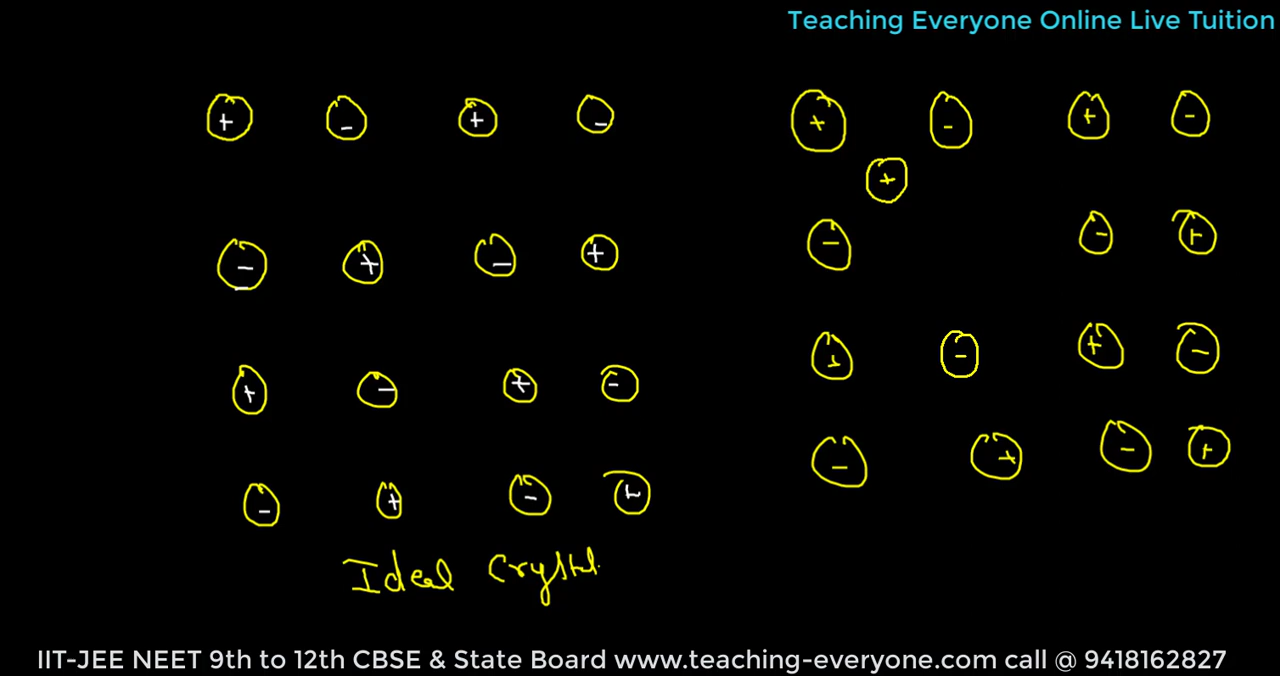 Teaching Everyone Online Live Tuition
+ - + - + - + -
+
- + - + - - +
+ - + - + - + -
- + - + - + - +
Ideal Crystal
IIT-JEE NEET 9th to 12th CBSE & State Board www.teaching-everyone.com call @ 9418162827